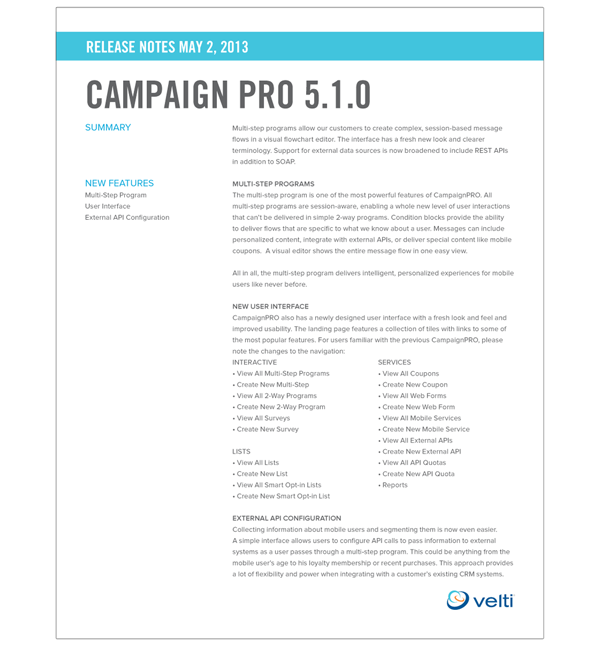 RELEASE NOTES MAY 2, 2013
CAMPAIGN PRO 5.1.0
SUMMARY
Multi-step programs allow our customers to create complex, session-based message
flows in a visual flowchart editor. The interface has a fresh new look and clearer
terminology. Support for external data sources is now broadened to include REST APIs
in addition to SOAP.
NEW FEATURES
Multi-Step Program
User Interface
External API Configuration
MULTI-STEP PROGRAMS
The multi-step program is one of the most powerful features of CampaignPRO. All
multi-step programs are session-aware, enabling a whole new level of user interactions
that can't be delivered in simple 2-way programs. Condition blocks provide the ability
to deliver flows that are specific to what we know about a user. Messages can include
personalized content, integrate with external APIs, or deliver special content like mobile
coupons.  A visual editor shows the entire message flow in one easy view.
All in all, the multi-step program delivers intelligent, personalized experiences for mobile
users like never before.
NEW USER INTERFACE
CampaignPRO also has a newly designed user interface with a fresh look and feel and
improved usability. The landing page features a collection of tiles with links to some of
the most popular features. For users familiar with the previous CampaignPRO, please
note the changes to the navigation:
INTERACTIVE
• View All Multi-Step Programs
• Create New Multi-Step
• View All 2-Way Programs
• Create New 2-Way Program
• View All Surveys
• Create New Survey
LISTS
• View All Lists
• Create New List
• View All Smart Opt-in Lists
• Create New Smart Opt-in List
SERVICES
• View All Coupons
• Create New Coupon
• View All Web Forms
• Create New Web Form
• View All Mobile Services
• Create New Mobile Service
• View All External APIs
• Create New External API
• View All API Quotas
• Create New API Quota
• Reports
EXTERNAL API CONFIGURATION
Collecting information about mobile users and segmenting them is now even easier.
A simple interface allows users to configure API calls to pass information to external
systems as a user passes through a multi-step program. This could be anything from the
mobile user's age to his loyalty membership or recent purchases. This approach provides
a lot of flexibility and power when integrating with a customer's existing CRM systems.
velti